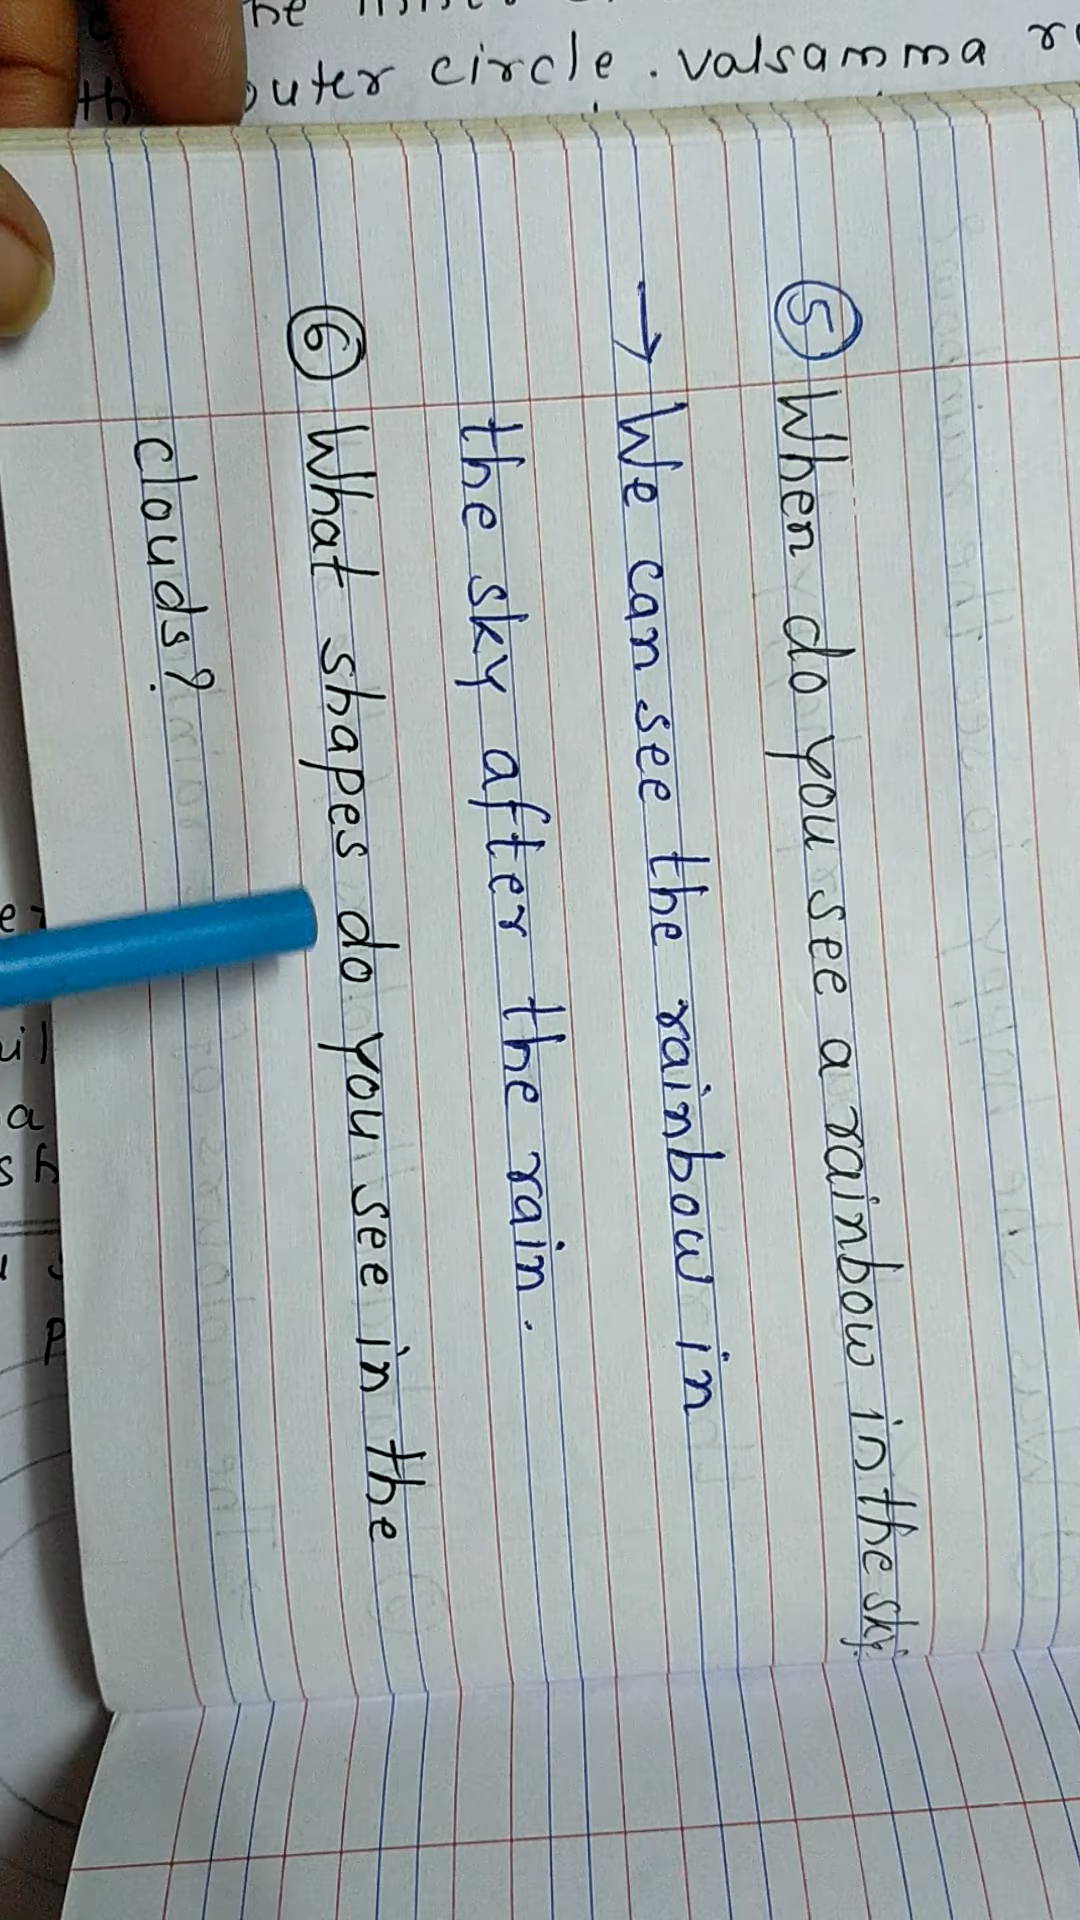 outer circle. valsamma
⑤ When do you see a rainbow in the sky?
→ We can see the rainbow in
the sky after the rain.
⑥ What shapes do you see in the
clouds?